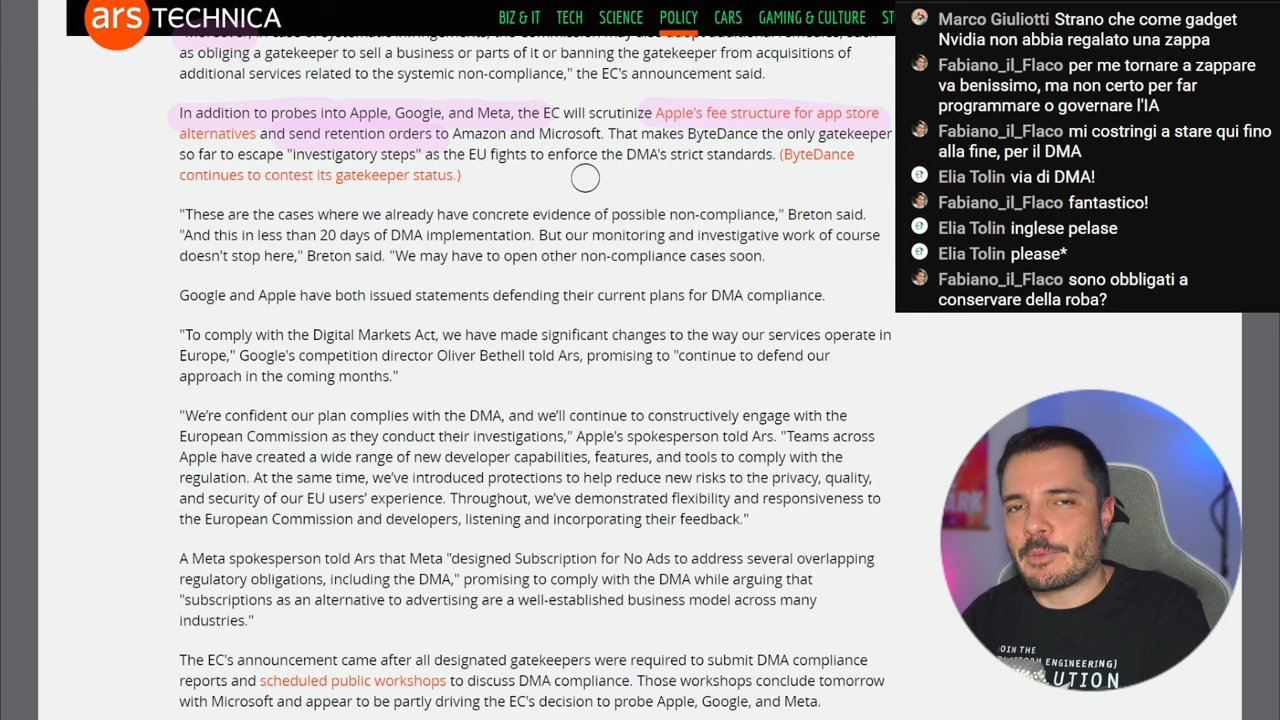 ars TECHNICA
BIZ & IT TECH SCIENCE POLICY CARS GAMING & CULTURE ST
as obliging a gatekeeper to sell a business or parts of it or banning the gatekeeper from acquisitions of
additional services related to the systemic non-compliance," the EC's announcement said.
In addition to probes into Apple, Google, and Meta, the EC will scrutinize Apple's fee structure for app store
alternatives and send retention orders to Amazon and Microsoft. That makes ByteDance the only gatekeeper
so far to escape "investigatory steps" as the EU fights to enforce the DMA's strict standards. (ByteDance
continues to contest its gatekeeper status.)
"These are the cases where we already have concrete evidence of possible non-compliance," Breton said.
"And this in less than 20 days of DMA implementation. But our monitoring and investigative work of course
doesn't stop here," Breton said. "We may have to open other non-compliance cases soon.
Google and Apple have both issued statements defending their current plans for DMA compliance.
"To comply with the Digital Markets Act, we have made significant changes to the way our services operate in
Europe," Google's competition director Oliver Bethell told Ars, promising to "continue to defend our
approach in the coming months."
"We're confident our plan complies with the DMA, and we'll continue to constructively engage with the
European Commission as they conduct their investigations," Apple's spokesperson told Ars. "Teams across
Apple have created a wide range of new developer capabilities, features, and tools to comply with the
regulation. At the same time, we've introduced protections to help reduce new risks to the privacy, quality,
and security of our EU users' experience. Throughout, we've demonstrated flexibility and responsiveness to
the European Commission and developers, listening and incorporating their feedback."
A Meta spokesperson told Ars that Meta "designed Subscription for No Ads to address several overlapping
regulatory obligations, including the DMA," promising to comply with the DMA while arguing that
"subscriptions as an alternative to advertising are a well-established business model across many
industries."
The EC's announcement came after all designated gatekeepers were required to submit DMA compliance
reports and scheduled public workshops to discuss DMA compliance. Those workshops conclude tomorrow
with Microsoft and appear to be partly driving the EC's decision to probe Apple, Google, and Meta.
Marco Giuliotti Strano che come gadget
Nvidia non abbia regalato una zappa
Fabiano_il_Flaco per me tornare a zappare
va benissimo, ma non certo per far
programmare o governare l'IA
Fabiano_il_Flaco mi costringi a stare qui fino
alla fine, per il DMA
Elia Tolin via di DMA!
Fabiano_il_Flaco fantastico!
Elia Tolin inglese pelase
Elia Tolin please*
Fabiano_il_Flaco sono obbligati a
conservare della roba?
JOIN THE
ENGINEERING]
OLUTION